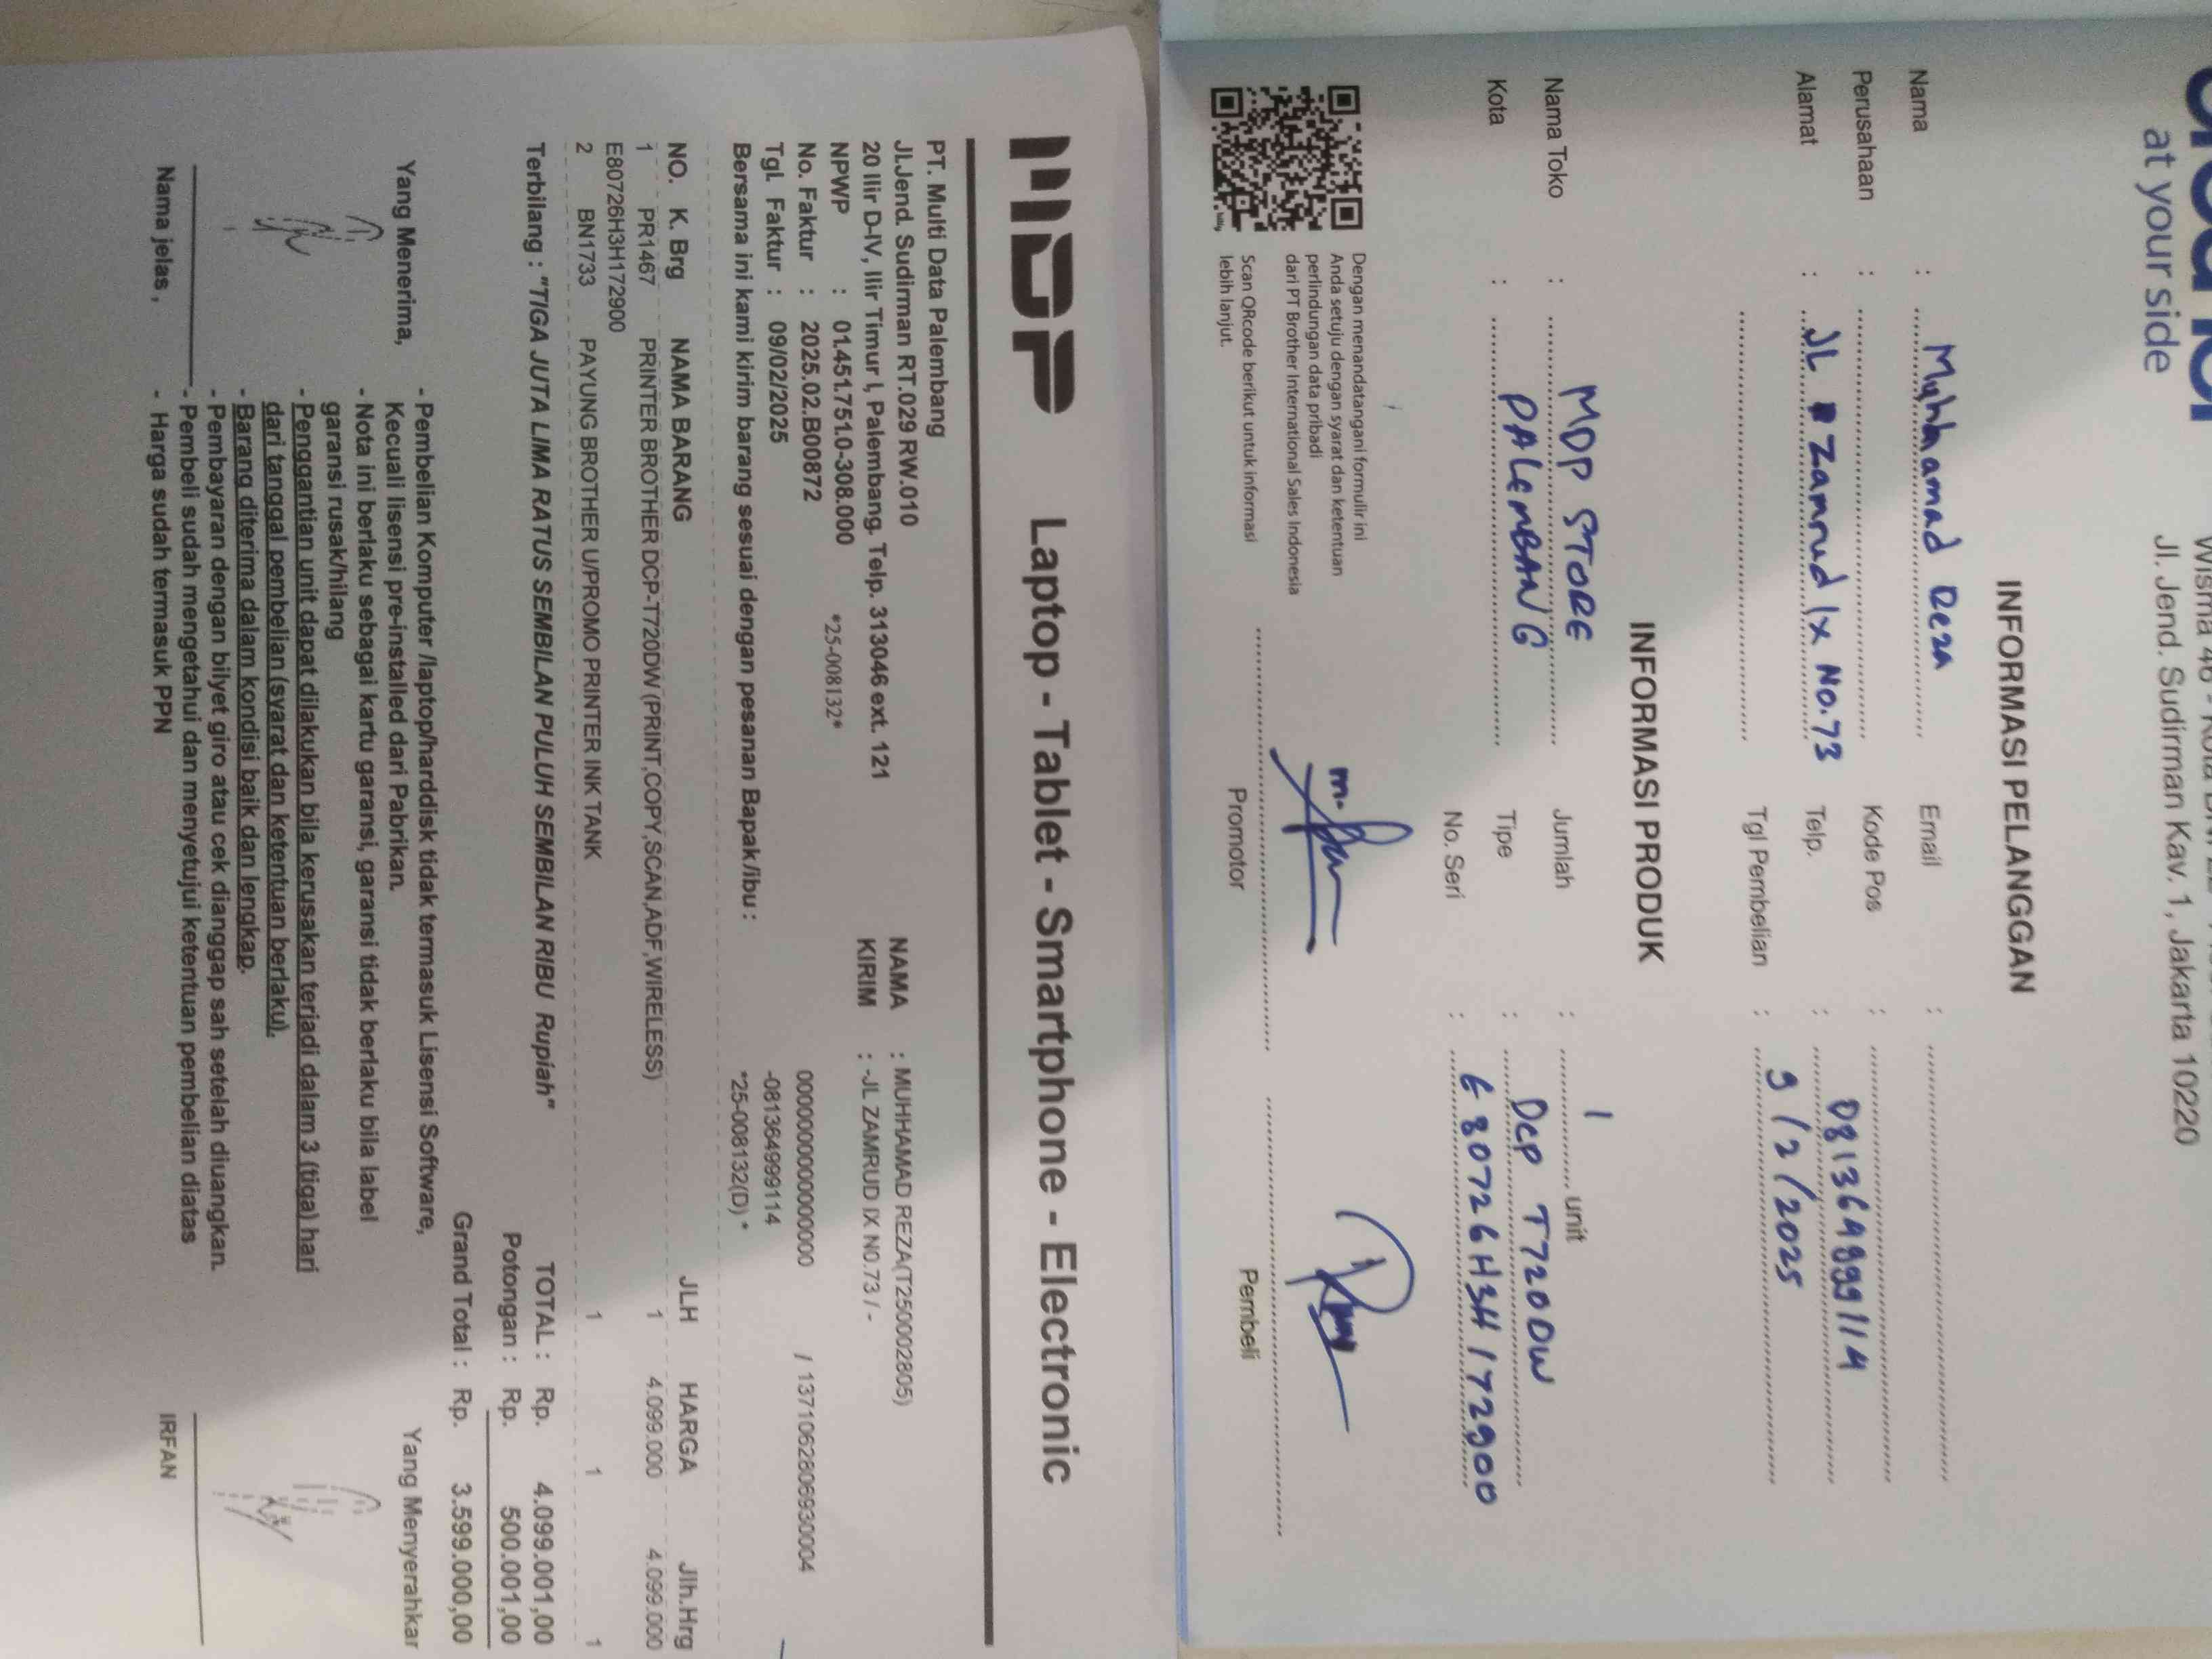 at your side
Jl. Jend. Sudirman Kav. 1, Jakarta 10220
INFORMASI PELANGGAN
Nama : Muhhamad Reza Email :
Perusahaan : Kode Pos :
Alamat : JL Zamrud IX No.73 Telp. : 081364999114
Tgl Pembelian : 9/2/2025
INFORMASI PRODUK
Nama Toko : MDP STORE Jumlah : 1 unit
Kota : PALEMBANG Tipe : Dcp T720DW
No. Seri : E80726H3H172900
Dengan menandatangani formulir ini
Anda setuju dengan syarat dan ketentuan
perlindungan data pribadi
dari PT Brother International Sales Indonesia
Scan QRcode berikut untuk informasi
lebih lanjut.
Promotor Pembeli
MDP Laptop - Tablet - Smartphone - Electronic
PT. Multi Data Palembang
Jl.Jend. Sudirman RT.029 RW.010 NAMA : MUHHAMAD REZA(T250002805)
20 Ilir D-IV, Ilir Timur I, Palembang. Telp. 313046 ext. 121 KIRIM : -JL ZAMRUD IX N0.73 / -
NPWP : 01.451.751.0-308.000 *25-008132*
No. Faktur : 2025.02.B00872 000000000000000 / 1371062806930004
Tgl. Faktur : 09/02/2025 -081364999114
Bersama ini kami kirim barang sesuai dengan pesanan Bapak/ibu : *25-008132(D) *
NO. K. Brg NAMA BARANG JLH HARGA Jlh.Hrg
1 PR1467 PRINTER BROTHER DCP-T720DW (PRINT,COPY,SCAN,ADF,WIRELESS) 1 4.099.000 4.099.000
E80726H3H172900
2 BN1733 PAYUNG BROTHER U/PROMO PRINTER INK TANK 1 1 1
Terbilang : "TIGA JUTA LIMA RATUS SEMBILAN PULUH SEMBILAN RIBU Rupiah"
TOTAL : Rp. 4.099.001,00
Potongan : Rp. 500.001,00
Grand Total : Rp. 3.599.000,00
Yang Menerima, Yang Menyerahkan
- Pembelian Komputer /laptop/harddisk tidak termasuk Lisensi Software,
Kecuali lisensi pre-installed dari Pabrikan.
- Nota ini berlaku sebagai kartu garansi, garansi tidak berlaku bila label
garansi rusak/hilang
- Penggantian unit dapat dilakukan bila kerusakan terjadi dalam 3 (tiga) hari
dari tanggal pembelian (syarat dan ketentuan berlaku).
- Barang diterima dalam kondisi baik dan lengkap.
- Pembayaran dengan bilyet giro atau cek dianggap sah setelah diuangkan.
- Pembeli sudah mengetahui dan menyetujui ketentuan pembelian diatas
- Harga sudah termasuk PPN
Nama jelas , IRFAN